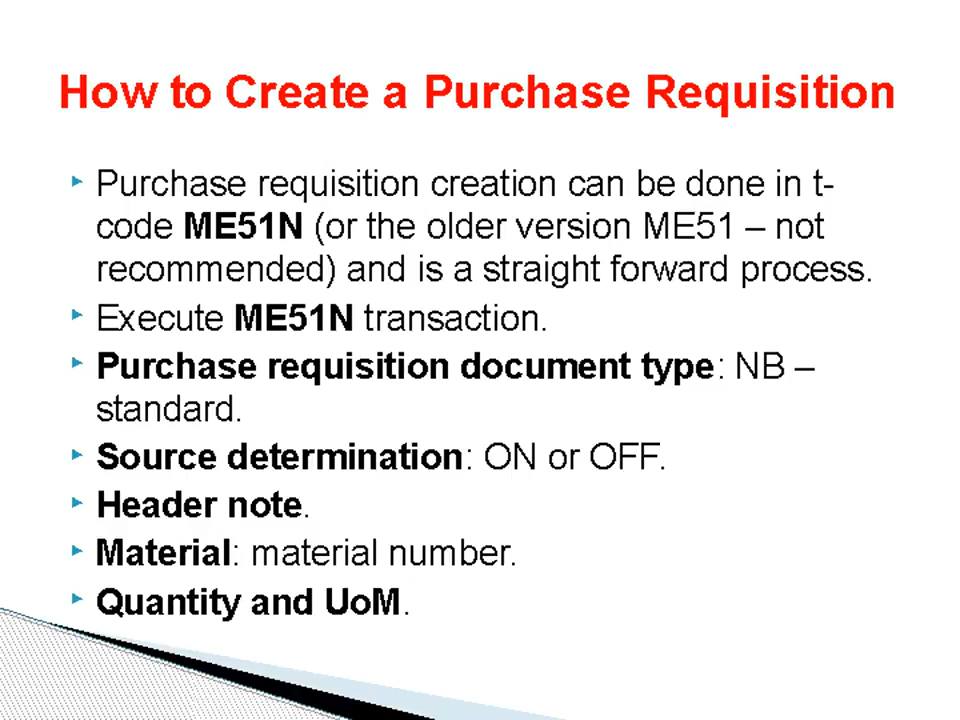 How to Create a Purchase Requisition
Purchase requisition creation can be done in t-
code ME51N (or the older version ME51 – not
recommended) and is a straight forward process.
Execute ME51N transaction.
Purchase requisition document type: NB –
standard.
Source determination: ON or OFF.
Header note.
Material: material number.
Quantity and UoM.